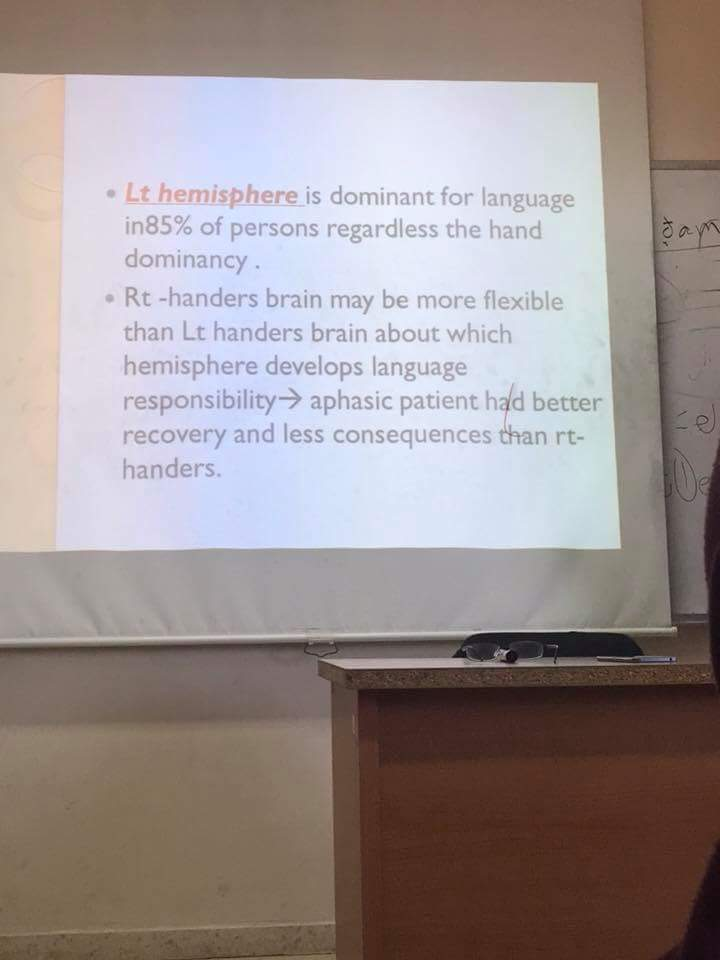 • Lt hemisphere is dominant for language
in85% of persons regardless the hand
dominancy .
• Rt -handers brain may be more flexible
than Lt handers brain about which
hemisphere develops language
responsibility→ aphasic patient had better
recovery and less consequences than rt-
handers.